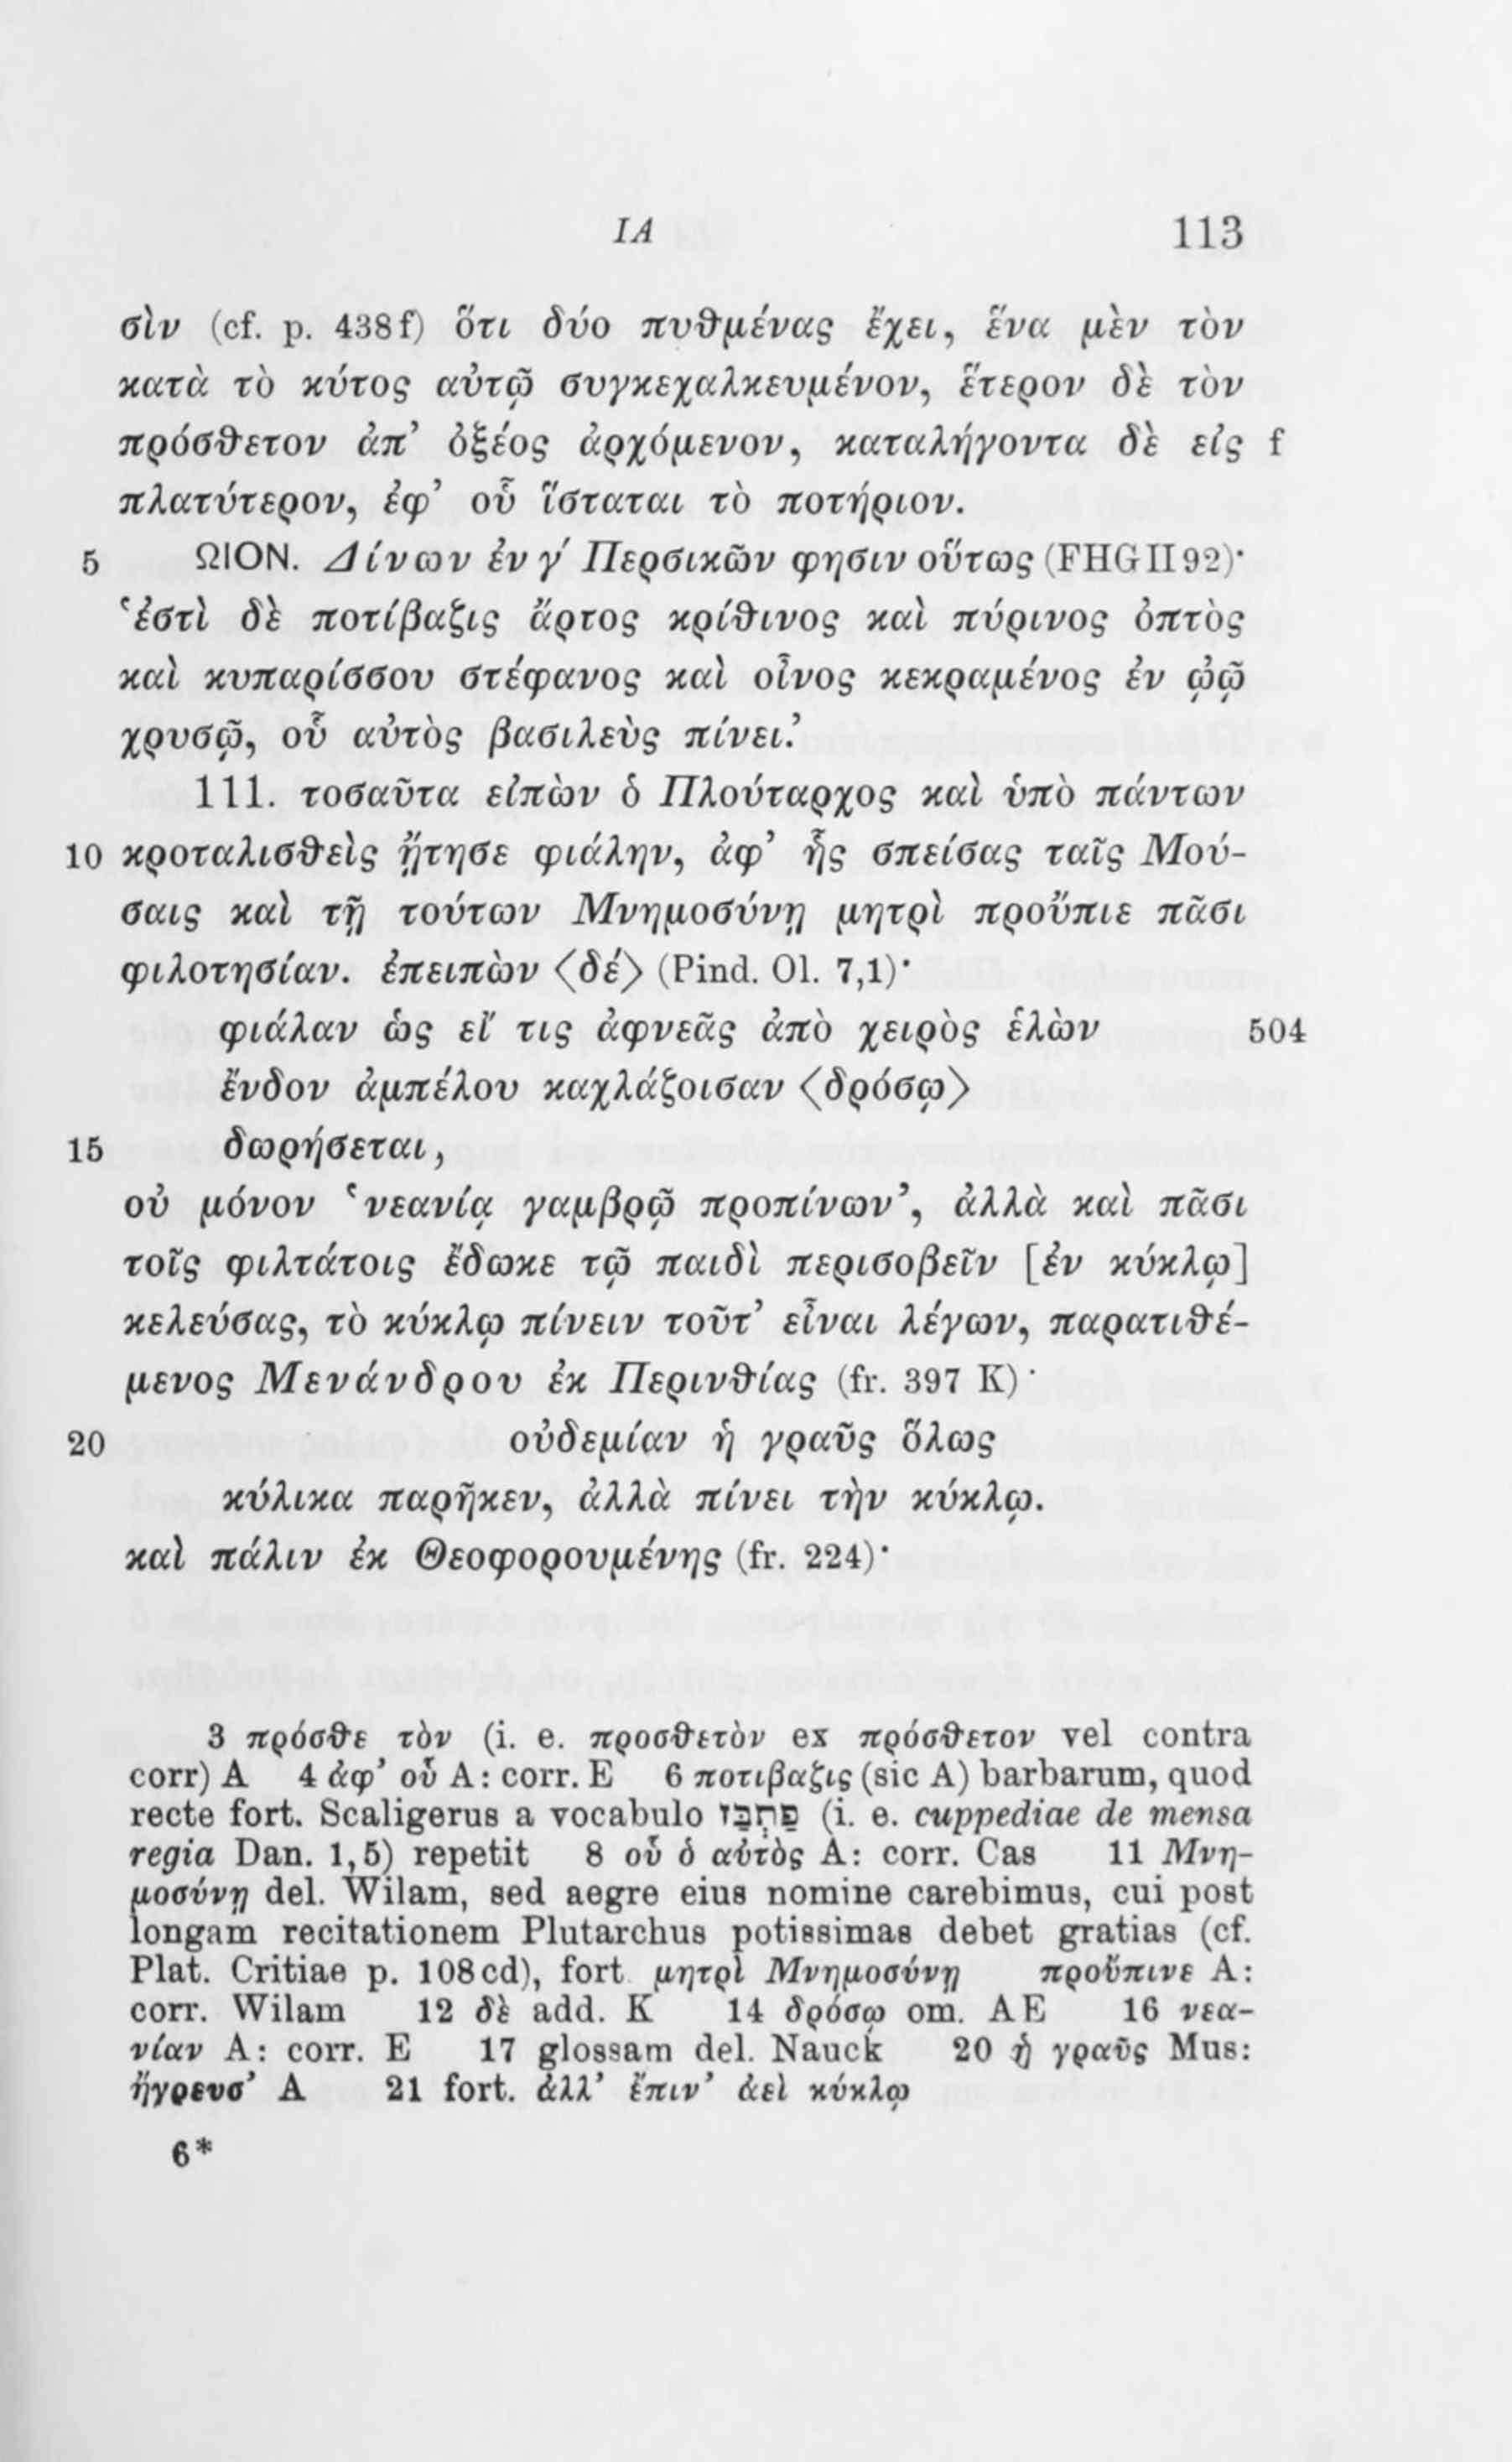 ΙΑ 113
σὶν (cf. p. 438f) ὅτι δύο πυθμένας ἔχει, ἕνα μὲν τὸν
κατὰ τὸ κύτος αὐτῷ συγκεχαλκευμένον, ἕτερον δὲ τὸν
πρόσθετον ἀπ’ ὀξέος ἀρχόμενον, καταλήγοντα δὲ εἰς f
πλατύτερον, ἐφ’ οὗ ἵσταται τὸ ποτήριον.
5 ΩΙΟΝ. Δίνων ἐν γ´ Περσικῶν φησιν οὕτως (FHG II 92)·
‘ἐστὶ δὲ ποτίβαζις ἄρτος κρίθινος καὶ πύρινος ὀπτὸς
καὶ κυπαρίσσου στέφανος καὶ οἶνος κεκραμένος ἐν ᾠῷ
χρυσῷ, οὗ αὐτὸς βασιλεὺς πίνει.’
111. τοσαῦτα εἰπὼν ὁ Πλούταρχος καὶ ὑπὸ πάντων
10 κροταλισθεὶς ᾔτησε φιάλην, ἀφ’ ἧς σπείσας ταῖς Μού-
σαις καὶ τῇ τούτων Μνημοσύνῃ μητρὶ προὔπιε πᾶσι
φιλοτησίαν. ἐπειπὼν <δέ> (Pind. Ol. 7,1)·
φιάλαν ὡς εἴ τις ἀφνεᾶς ἀπὸ χειρὸς ἑλὼν 504
ἔνδον ἀμπέλου καχλάζοισαν <δρόσῳ>
15 δωρήσεται,
οὐ μόνον ‘νεανίᾳ γαμβρῷ προπίνων’, ἀλλὰ καὶ πᾶσι
τοῖς φιλτάτοις ἔδωκε τῷ παιδὶ περισοβεῖν [ἐν κύκλῳ]
κελεύσας, τὸ κύκλῳ πίνειν τοῦτ’ εἶναι λέγων, παρατιθέ-
μενος Μενάνδρου ἐκ Περινθίας (fr. 397 K)·
20 οὐδεμίαν ἡ γραῦς ὅλως
κύλικα παρῆκεν, ἀλλὰ πίνει τὴν κύκλῳ.
καὶ πάλιν ἐκ Θεοφορουμένης (fr. 224)·
3 πρόσθε τὸν (i. e. προσθετὸν ex πρόσθετον vel contra
corr) A 4 ἀφ’ οὗ A: corr. E 6 ποτιβαζις (sic A) barbarum, quod
recte fort. Scaligerus a vocabulo פַּתְבַּז (i. e. cuppediae de mensa
regia Dan. 1,5) repetit 8 οὗ ὁ αὐτὸς A: corr. Cas 11 Μνη-
μοσύνῃ del. Wilam, sed aegre eius nomine carebimus, cui post
longam recitationem Plutarchus potissimas debet gratias (cf.
Plat. Critiae p. 108cd), fort. μητρὶ Μνημοσύνῃ προὔπινε A:
corr. Wilam 12 δὲ add. K 14 δρόσῳ om. AE 16 νεα-
νίαν A: corr. E 17 glossam del. Nauck 20 ἡ γραῦς Mus:
ἤγρευσ’ A 21 fort. ἀλλ’ ἔπιν’ ἀεὶ κύκλῳ
6*